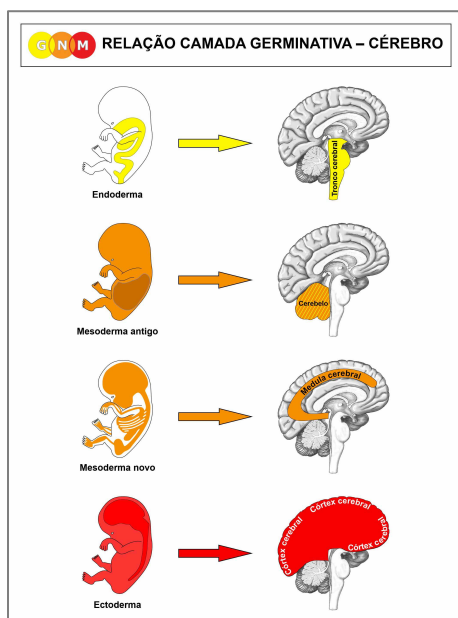 GNM RELAÇÃO CAMADA GERMINATIVA – CÉREBRO
Tronco cerebral
Endoderma
Cerebelo
Mesoderma antigo
Medula cerebral
Mesoderma novo
Córtex cerebral
Córtex cerebral
Córtex cerebral
Córtex cerebral
Ectoderma